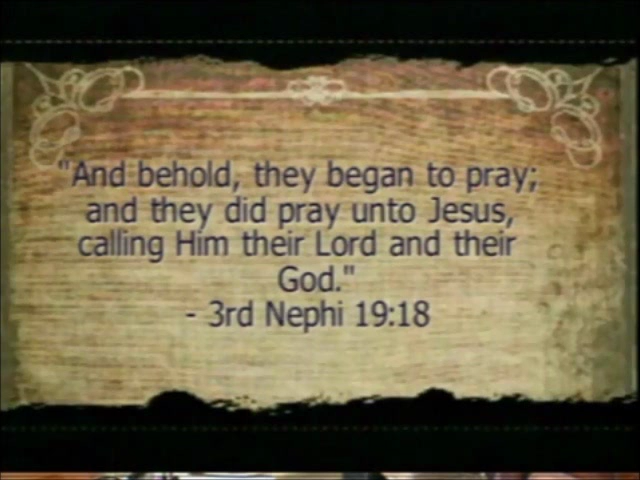 "And behold, they began to pray;
and they did pray unto Jesus,
calling Him their Lord and their
God."
- 3rd Nephi 19:18